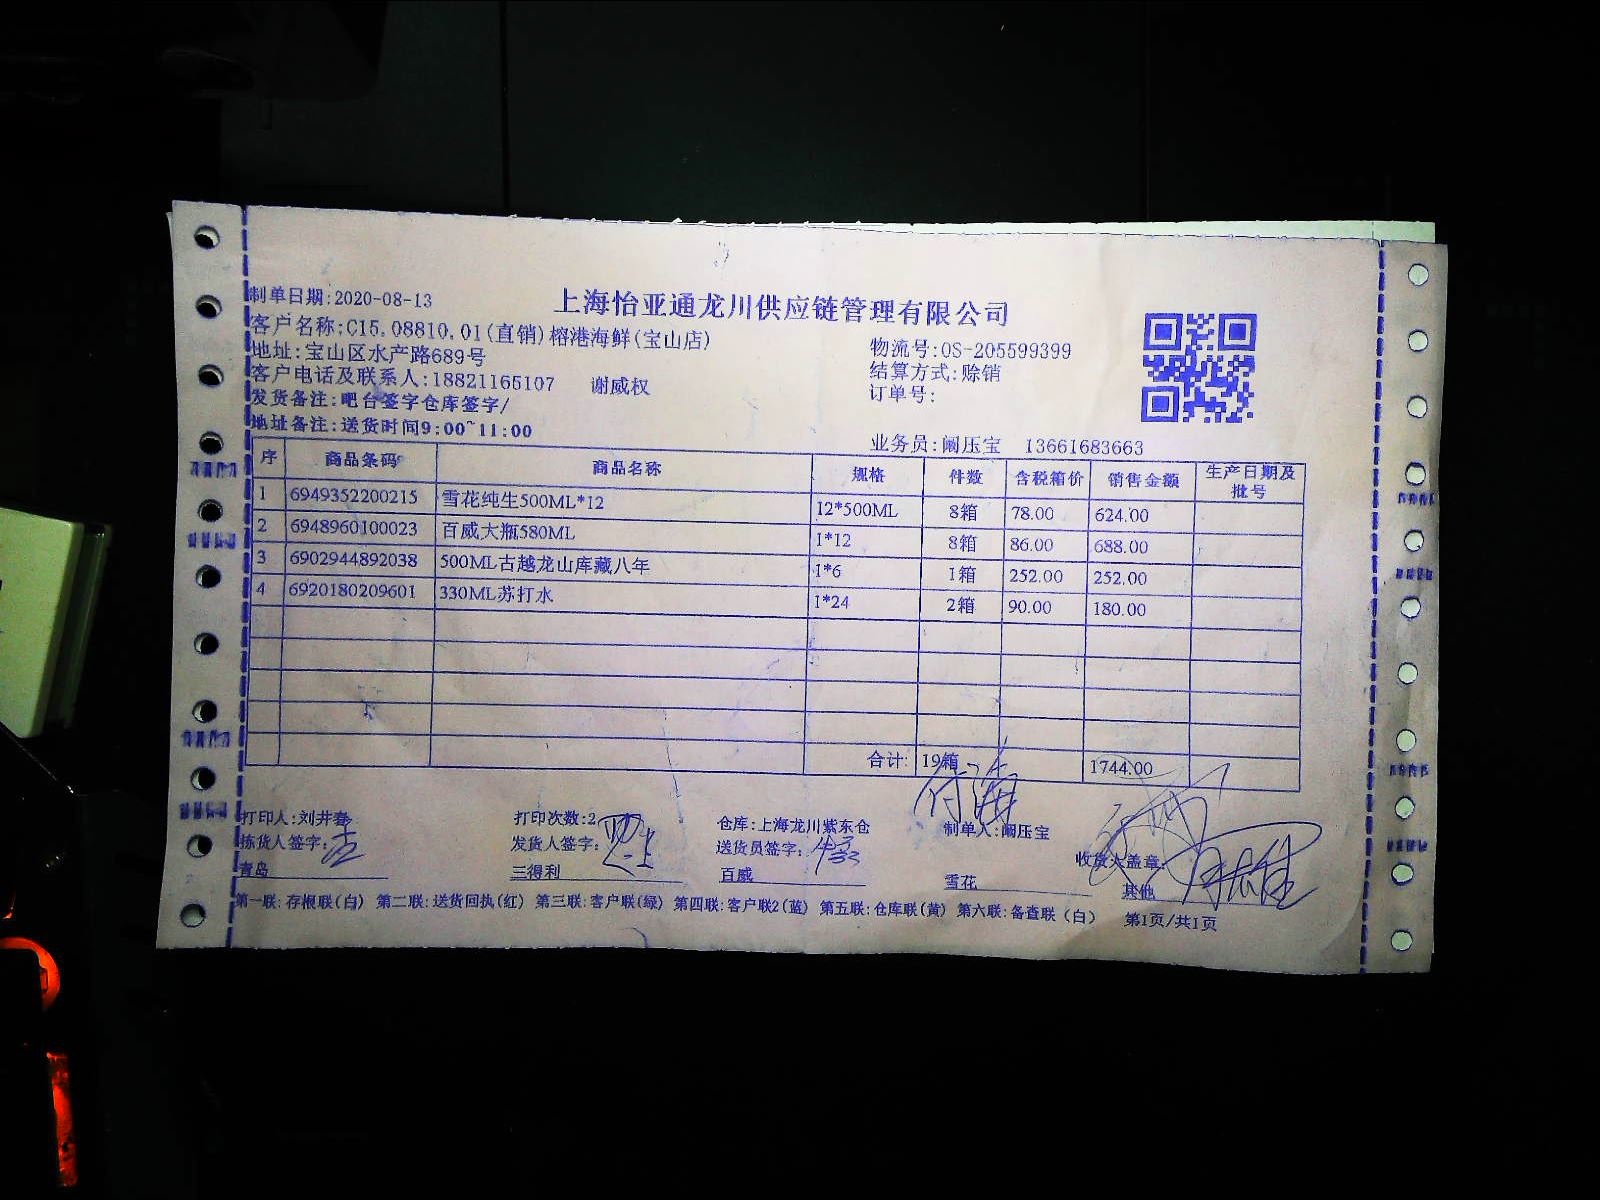 上海怡亚通龙川供应链管理有限公司
制单日期:2020-08-13
客户名称:C15.08810.01(直销)榕港海鲜(宝山店)
地址:宝山区水产路689号
物流号:OS-205599399
客户电话及联系人:18821165107 谢威权
结算方式:赊销
发货备注:吧台签字仓库签字/
订单号:
地址备注:送货时间9:00~11:00
业务员:阚压宝 13661683663
序 商品条码 商品名称 规格 件数 含税箱价 销售金额 生产日期及批号
1 6949352200215 雪花纯生500ML*12 12*500ML 8箱 78.00 624.00
2 6948960100023 百威大瓶580ML 1*12 8箱 86.00 688.00
3 6902944892038 500ML古越龙山库藏八年 1*6 1箱 252.00 252.00
4 6920180209601 330ML苏打水 1*24 2箱 90.00 180.00
合计: 19箱 1744.00
打印人:刘井春 打印次数:2 仓库:上海龙川紫东仓 制单人:阚压宝
拣货人签字: 发货人签字: 送货员签字: 收货人盖章:
青岛 三得利 百威 雪花 其他
第一联:存根联(白) 第二联:送货回执(红) 第三联:客户联(绿) 第四联:客户联2(蓝) 第五联:仓库联(黄) 第六联:备查联(白) 第1页/共1页